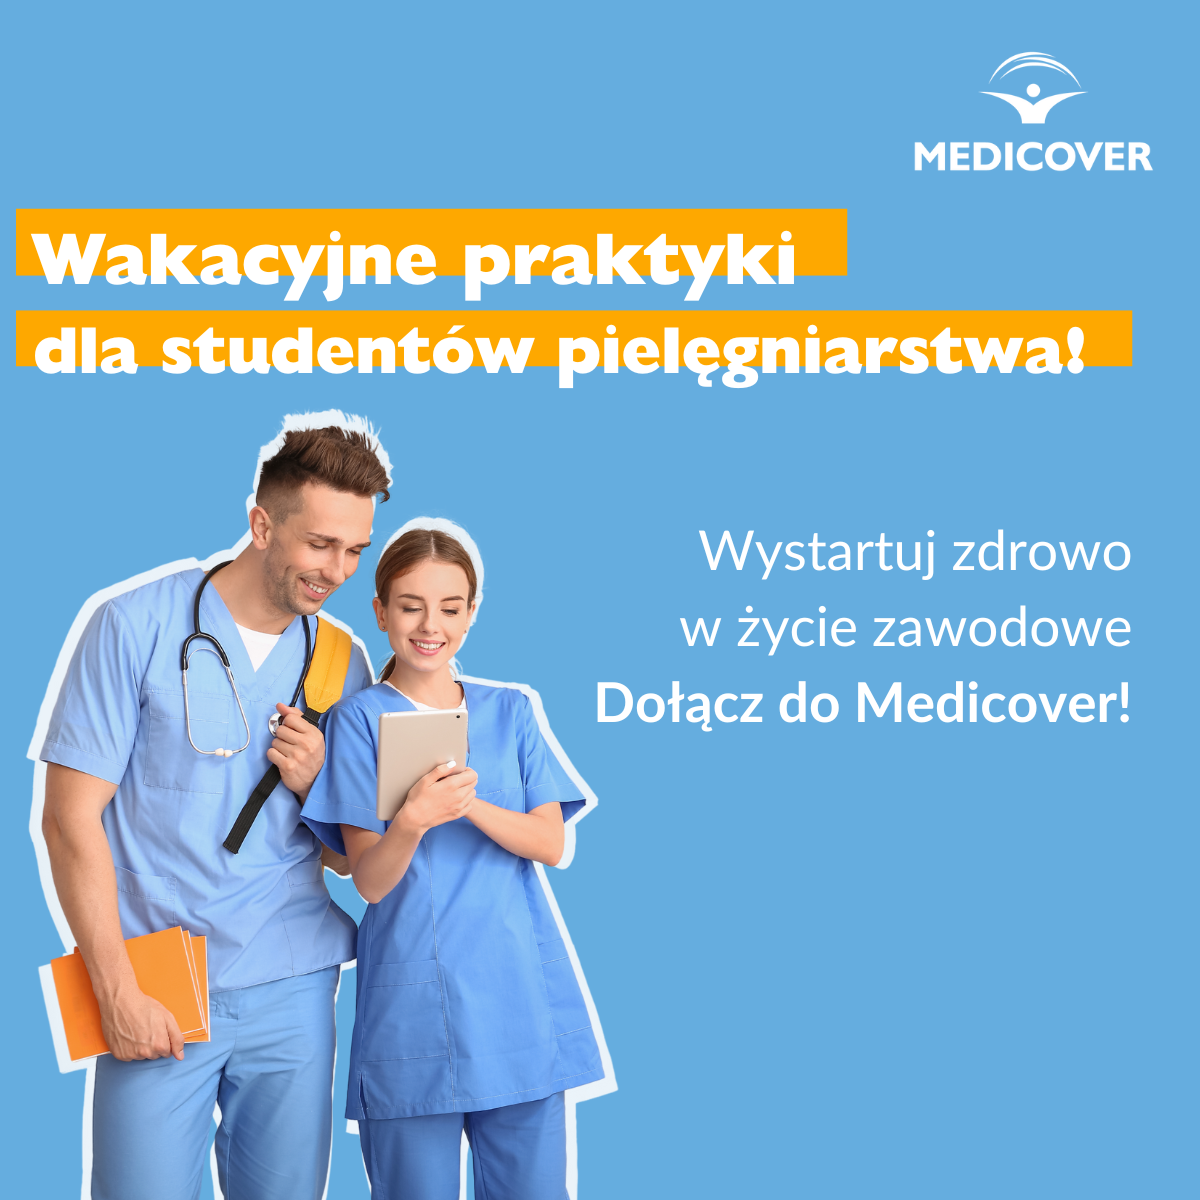 MEDICOVER
Wakacyjne praktyki
dla studentów pielęgniarstwa!
Wystartuj zdrowo
w życie zawodowe
Dołącz do Medicover!